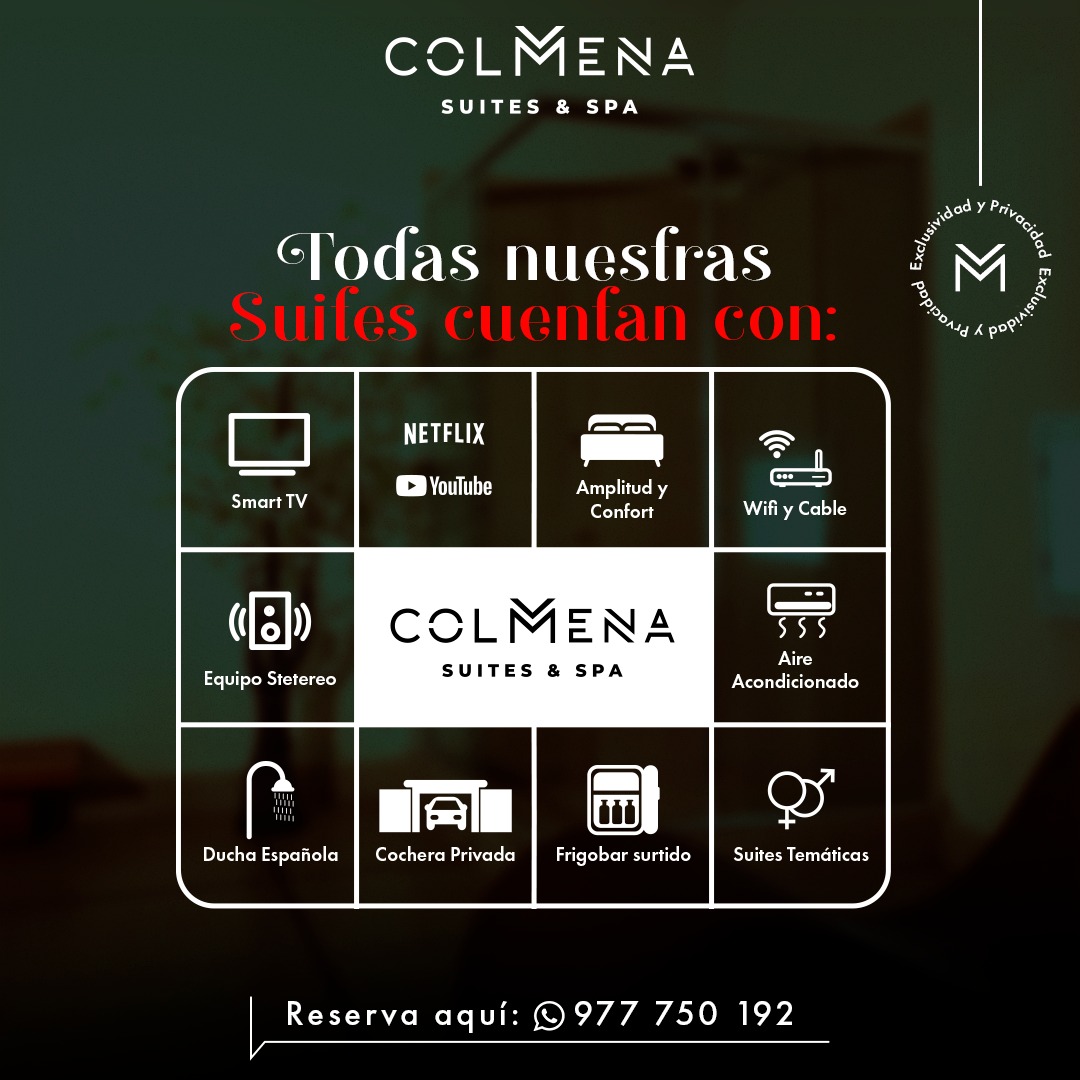 COLMENA
SUITES & SPA
Exclusividad y Privacidad Exclusividad y Prvacidad
M
Todas nuestras
Suites cuentan con:
Smart TV
NETFLIX
YouTube
Amplitud y
Confort
Wifi y Cable
Equipo Stetereo
COLMENA
SUITES & SPA
Aire
Acondicionado
Ducha Española
Cochera Privada
Frigobar surtido
Suites Temáticas
Reserva aquí: 977 750 192